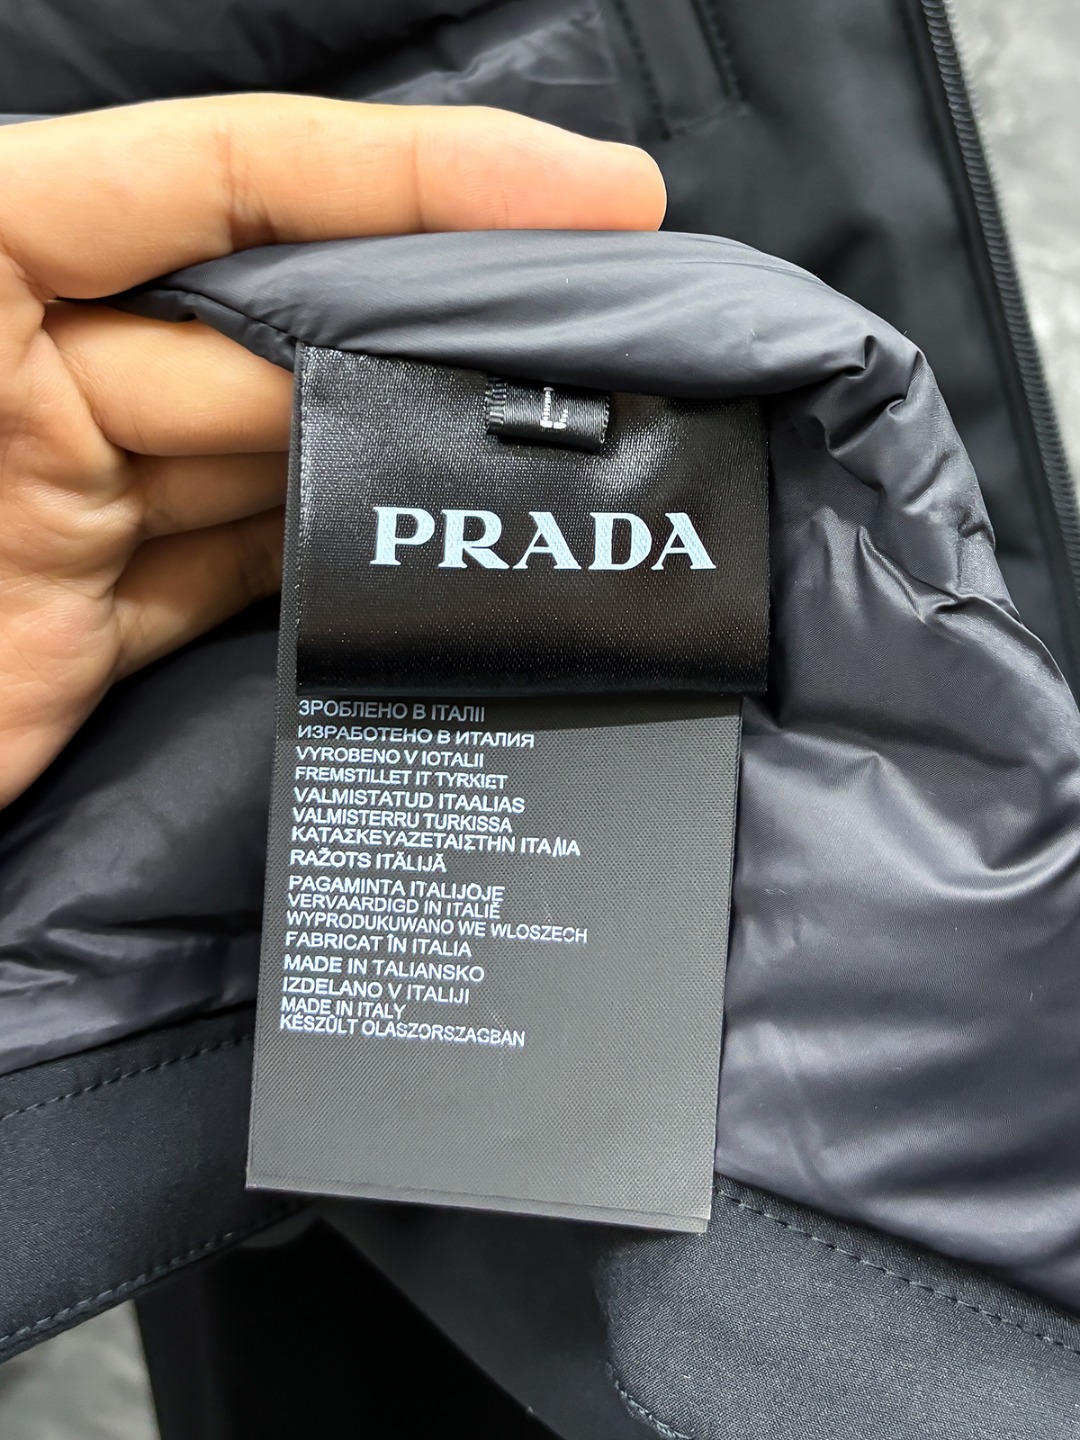 PRADA
ЗРОБЛЕНО В ІТАЛІЇ
ИЗРАБОТЕНО В ИТАЛИЯ
VYROBENO V IOTALII
FREMSTILLET IT TYRKIET
VALMISTATUD ITAALIAS
VALMISTERRU TURKISSA
ΚΑΤΑΣΚΕΥΑΖΕΤΑΙΣΤΗΝ ΙΤΑΛΙΑ
RAŽOTS ITĀLIJĀ
PAGAMINTA ITALIJOJE
VERVAARDIGD IN ITALIË
WYPRODUKUWANO WE WLOSZECH
FABRICAT ÎN ITALIA
MADE IN TALIANSKO
IZDELANO V ITALIJI
MADE IN ITALY
KÉSZÛLT OLASZORSZAGBAN